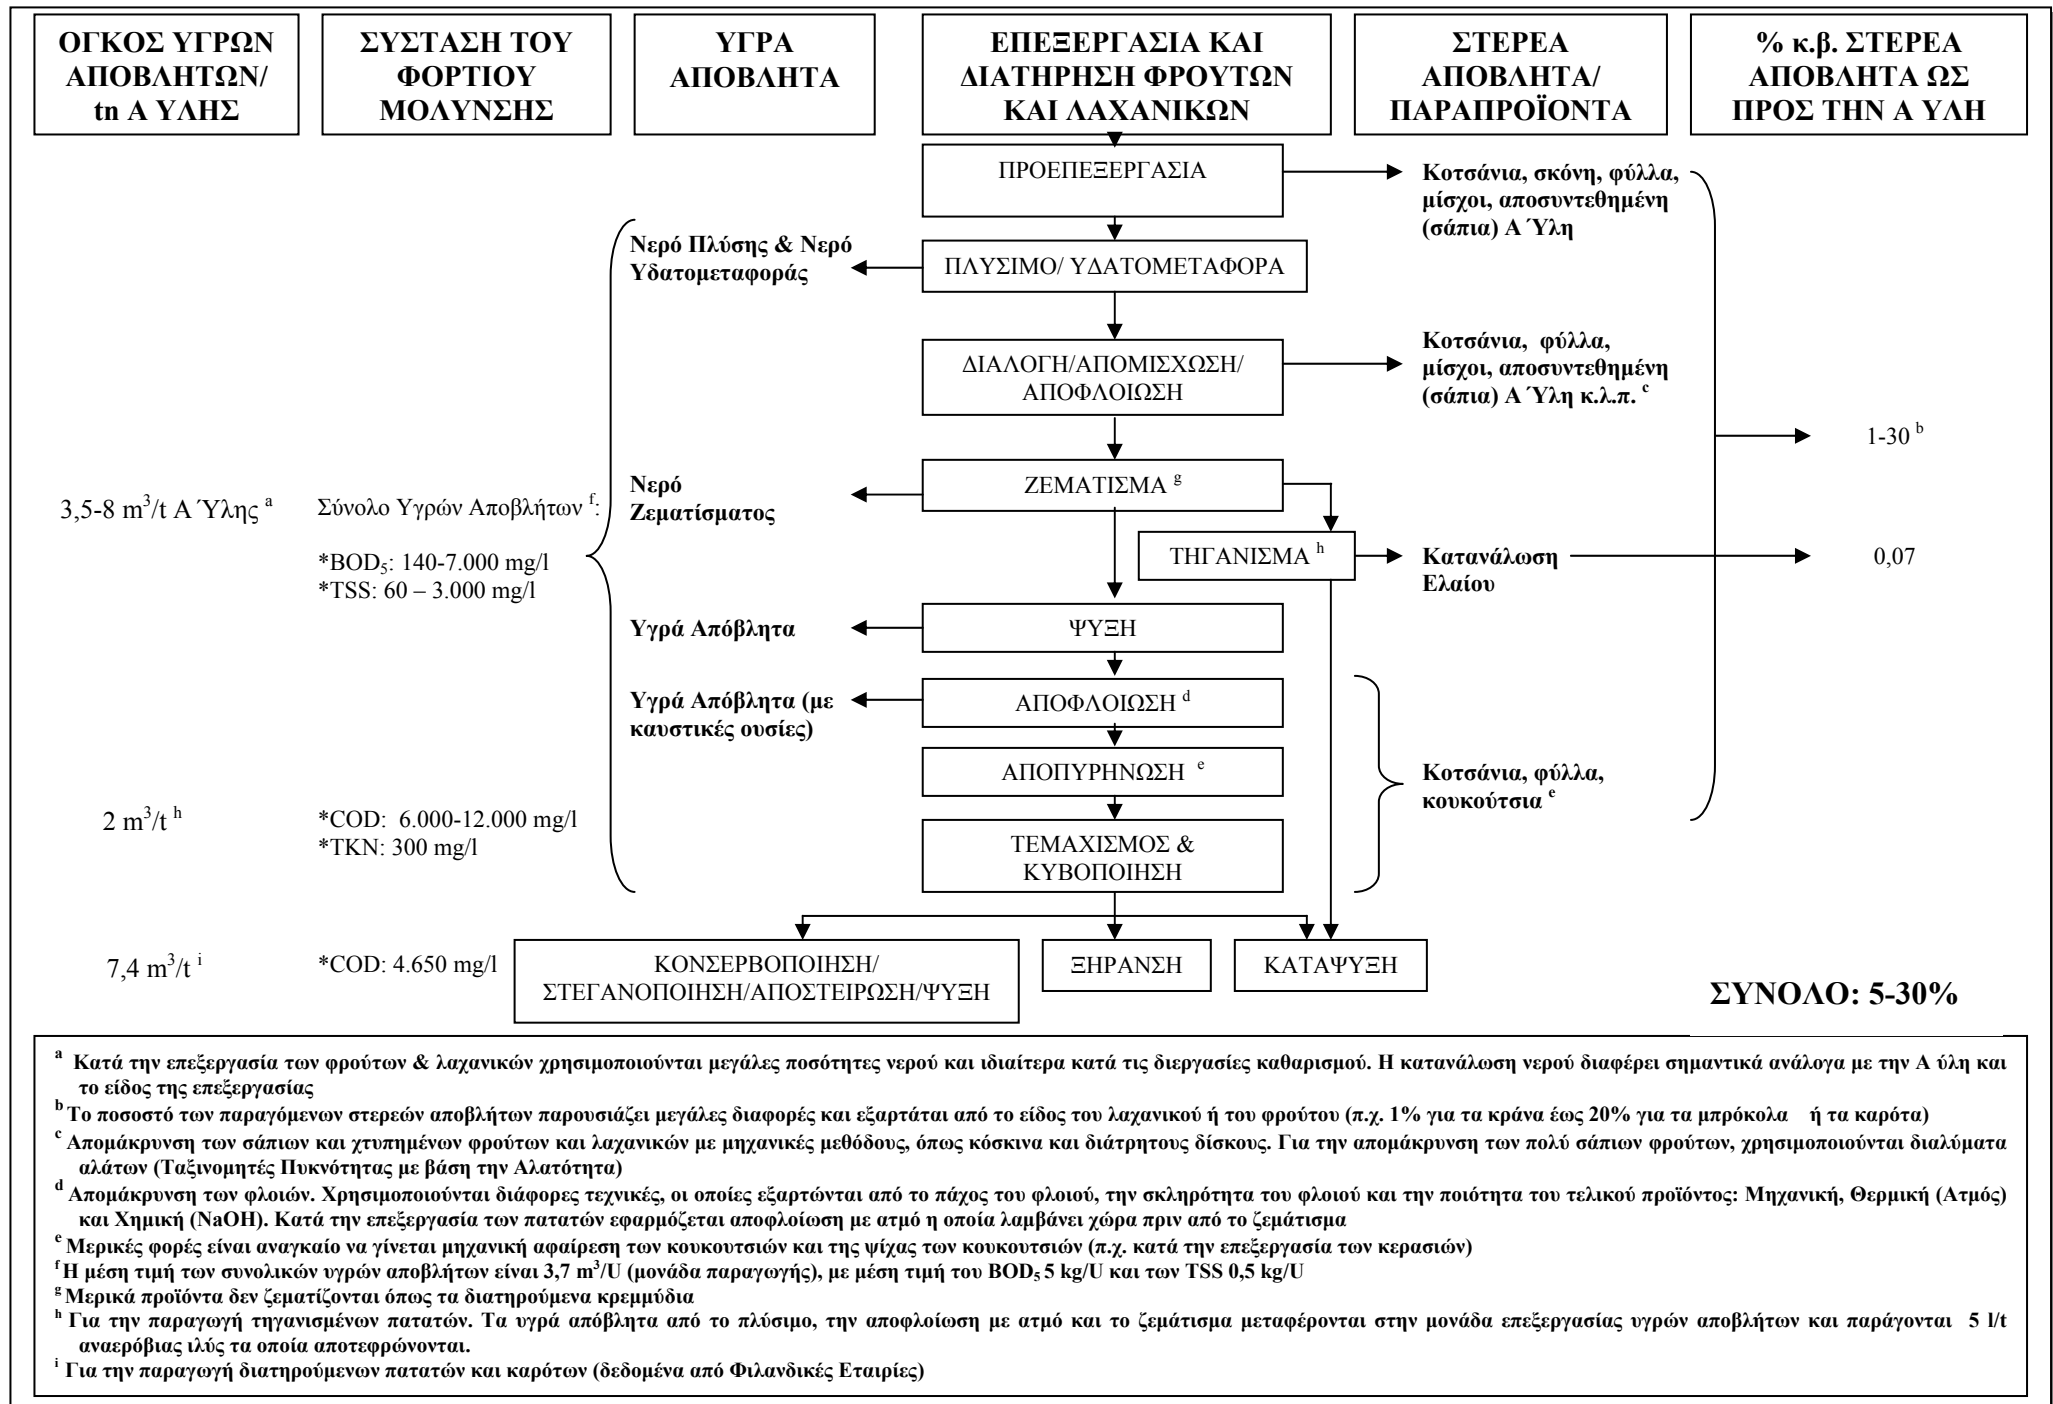 ΟΓΚΟΣ ΥΓΡΩΝ
ΑΠΟΒΛΗΤΩΝ/
tn Α ΥΛΗΣ
ΣΥΣΤΑΣΗ ΤΟΥ
ΦΟΡΤΙΟΥ
ΜΟΛΥΝΣΗΣ
ΥΓΡΑ
ΑΠΟΒΛΗΤΑ
ΕΠΕΞΕΡΓΑΣΙΑ ΚΑΙ
ΔΙΑΤΗΡΗΣΗ ΦΡΟΥΤΩΝ
ΚΑΙ ΛΑΧΑΝΙΚΩΝ
ΣΤΕΡΕΑ
ΑΠΟΒΛΗΤΑ/
ΠΑΡΑΠΡΟΪΟΝΤΑ
% κ.β. ΣΤΕΡΕΑ
ΑΠΟΒΛΗΤΑ ΩΣ
ΠΡΟΣ ΤΗΝ Α ΥΛΗ
ΠΡΟΕΠΕΞΕΡΓΑΣΙΑ
Κοτσάνια, σκόνη, φύλλα,
μίσχοι, αποσυντεθημένη
(σάπια) Α Ύλη
Νερό Πλύσης & Νερό
Υδατομεταφοράς
ΠΛΥΣΙΜΟ/ ΥΔΑΤΟΜΕΤΑΦΟΡΑ
ΔΙΑΛΟΓΗ/ΑΠΟΜΙΣΧΩΣΗ/
ΑΠΟΦΛΟΙΩΣΗ
Κοτσάνια, φύλλα,
μίσχοι, αποσυντεθημένη
(σάπια) Α Ύλη κ.λ.π. c
1-30 b
3,5-8 m3/t Α Ύλης a
Σύνολο Υγρών Αποβλήτων f:
*BOD5: 140-7.000 mg/l
*TSS: 60 – 3.000 mg/l
Νερό
Ζεματίσματος
ΖΕΜΑΤΙΣΜΑ g
ΤΗΓΑΝΙΣΜΑ h
Κατανάλωση
Ελαίου
0,07
Υγρά Απόβλητα
ΨΥΞΗ
Υγρά Απόβλητα (με
καυστικές ουσίες)
ΑΠΟΦΛΟΙΩΣΗ d
ΑΠΟΠΥΡΗΝΩΣΗ e
Κοτσάνια, φύλλα,
κουκούτσια e
2 m3/t h
*COD: 6.000-12.000 mg/l
*TKN: 300 mg/l
ΤΕΜΑΧΙΣΜΟΣ &
ΚΥΒΟΠΟΙΗΣΗ
7,4 m3/t i
*COD: 4.650 mg/l
ΚΟΝΣΕΡΒΟΠΟΙΗΣΗ/
ΣΤΕΓΑΝΟΠΟΙΗΣΗ/ΑΠΟΣΤΕΙΡΩΣΗ/ΨΥΞΗ
ΞΗΡΑΝΣΗ
ΚΑΤΑΨΥΞΗ
ΣΥΝΟΛΟ: 5-30%
a Κατά την επεξεργασία των φρούτων & λαχανικών χρησιμοποιούνται μεγάλες ποσότητες νερού και ιδιαίτερα κατά τις διεργασίες καθαρισμού. Η κατανάλωση νερού διαφέρει σημαντικά ανάλογα με την Α ύλη και
το είδος της επεξεργασίας
b Το ποσοστό των παραγόμενων στερεών αποβλήτων παρουσιάζει μεγάλες διαφορές και εξαρτάται από το είδος του λαχανικού ή του φρούτου (π.χ. 1% για τα κράνα έως 20% για τα μπρόκολα ή τα καρότα)
c Απομάκρυνση των σάπιων και χτυπημένων φρούτων και λαχανικών με μηχανικές μεθόδους, όπως κόσκινα και διάτρητους δίσκους. Για την απομάκρυνση των πολύ σάπιων φρούτων, χρησιμοποιούνται διαλύματα
αλάτων (Ταξινομητές Πυκνότητας με βάση την Αλατότητα)
d Απομάκρυνση των φλοιών. Χρησιμοποιούνται διάφορες τεχνικές, οι οποίες εξαρτώνται από το πάχος του φλοιού, την σκληρότητα του φλοιού και την ποιότητα του τελικού προϊόντος: Μηχανική, Θερμική (Ατμός)
και Χημική (NaOH). Κατά την επεξεργασία των πατατών εφαρμόζεται αποφλοίωση με ατμό η οποία λαμβάνει χώρα πριν από το ζεμάτισμα
e Μερικές φορές είναι αναγκαίο να γίνεται μηχανική αφαίρεση των κουκουτσιών και της ψίχας των κουκουτσιών (π.χ. κατά την επεξεργασία των κερασιών)
f Η μέση τιμή των συνολικών υγρών αποβλήτων είναι 3,7 m3/U (μονάδα παραγωγής), με μέση τιμή του BOD5 5 kg/U και των TSS 0,5 kg/U
g Μερικά προϊόντα δεν ζεματίζονται όπως τα διατηρούμενα κρεμμύδια
h Για την παραγωγή τηγανισμένων πατατών. Τα υγρά απόβλητα από το πλύσιμο, την αποφλοίωση με ατμό και το ζεμάτισμα μεταφέρονται στην μονάδα επεξεργασίας υγρών αποβλήτων και παράγονται 5 l/t
αναερόβιας ιλύς τα οποία αποτεφρώνονται.
i Για την παραγωγή διατηρούμενων πατατών και καρότων (δεδομένα από Φιλανδικές Εταιρίες)